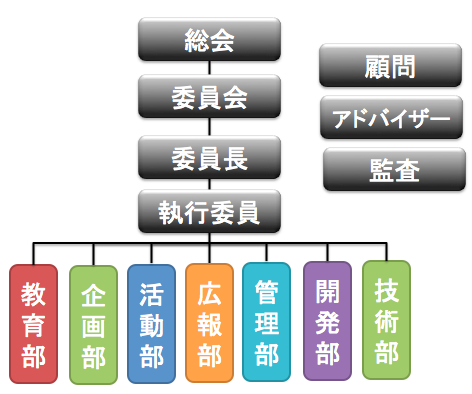 総会
委員会
委員長
執行委員
顧問
アドバイザー
監査
教育部
企画部
活動部
広報部
管理部
開発部
技術部